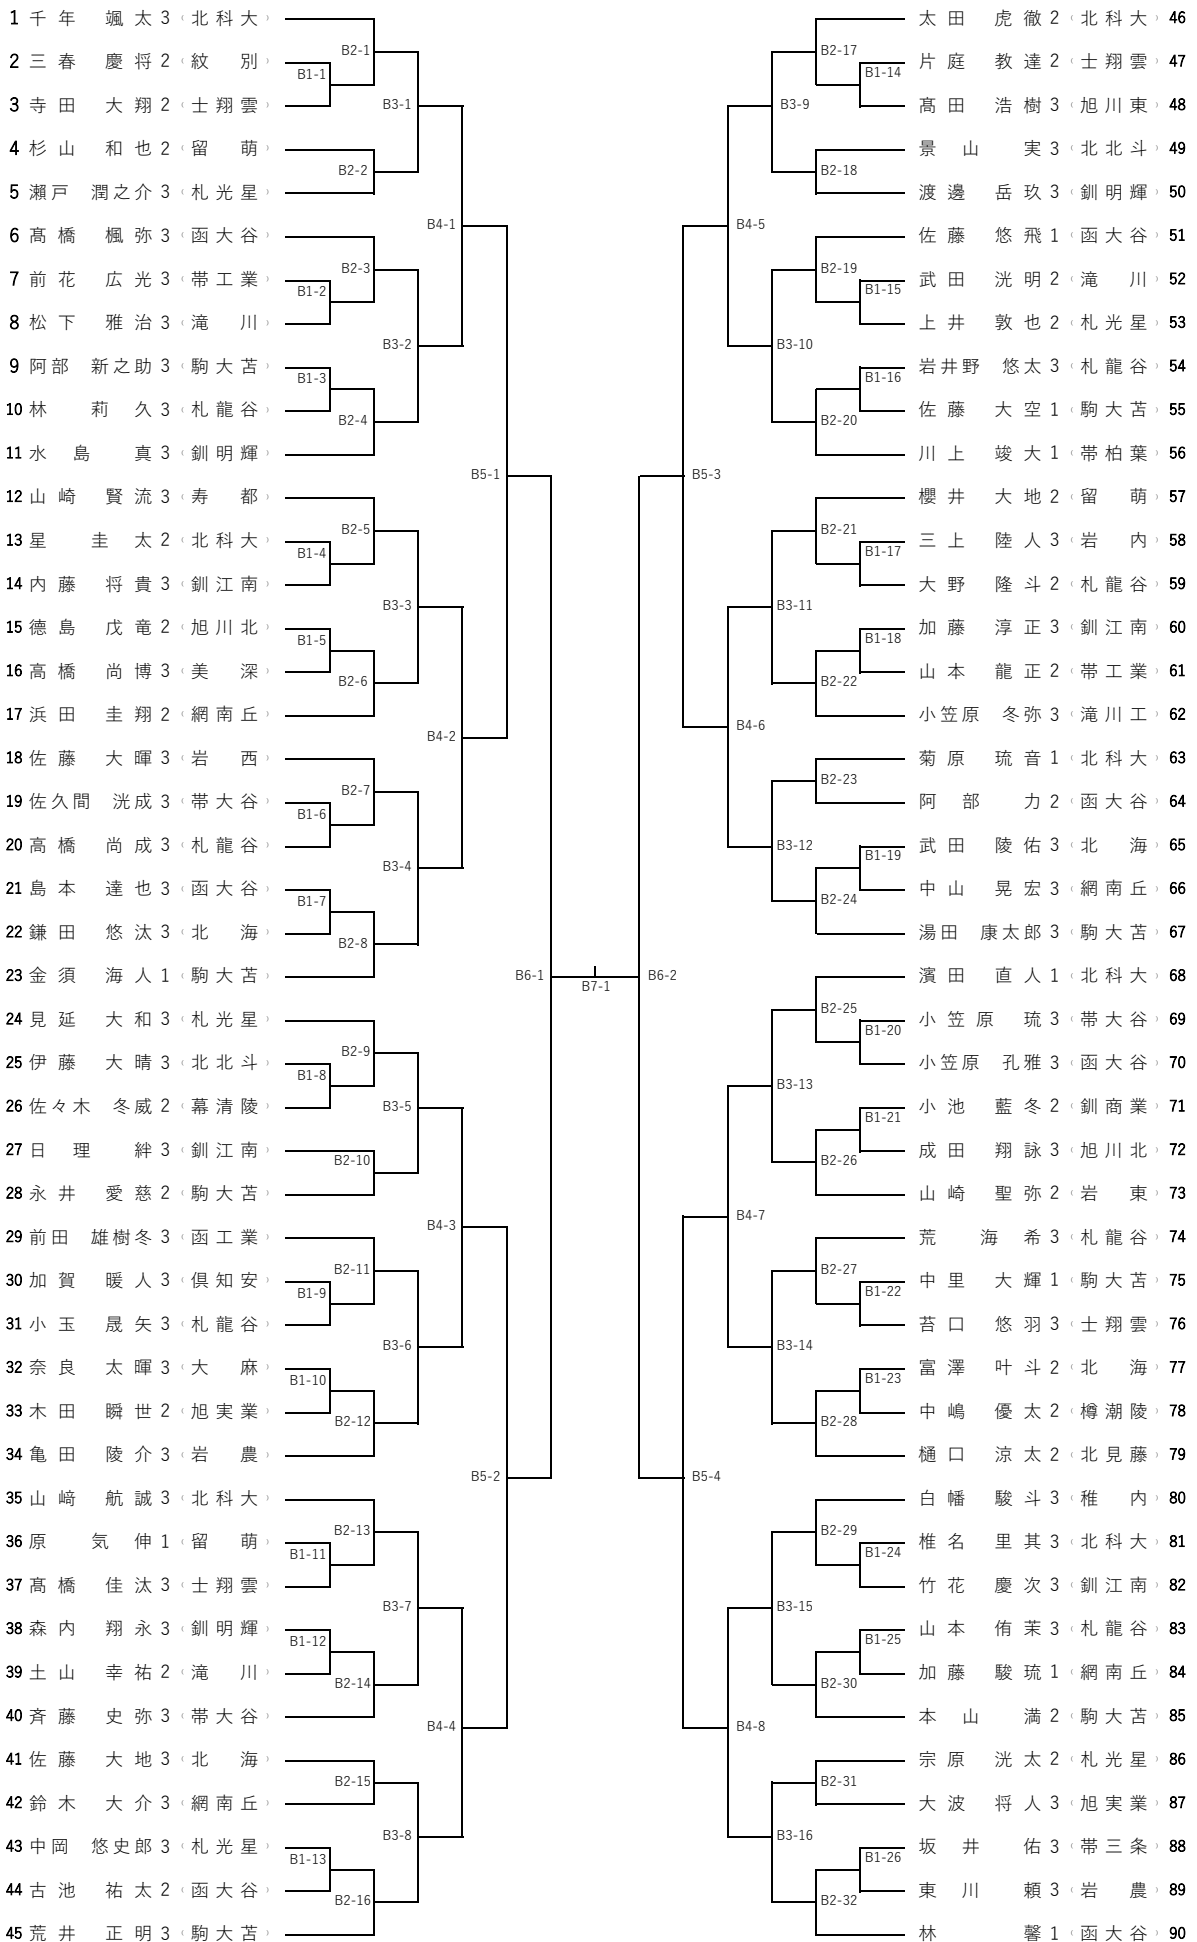 1 千年 颯太 3 （北科大）
2 三春 慶将 2 （紋別）
3 寺田 大翔 2 （士翔雲）
4 杉山 和也 2 （留萌）
5 瀬戸 潤之介 3 （札光星）
6 髙橋 楓弥 3 （函大谷）
7 前花 広光 3 （帯工業）
8 松下 雅治 3 （滝川）
9 阿部 新之助 3 （駒大苫）
10 林 莉久 3 （札龍谷）
11 水島 真 3 （釧明輝）
12 山崎 賢流 3 （寿都）
13 星 圭太 2 （北科大）
14 内藤 将貴 3 （釧江南）
15 德島 戊竜 2 （旭川北）
16 高橋 尚博 3 （美深）
17 浜田 圭翔 2 （網南丘）
18 佐藤 大暉 3 （岩西）
19 佐久間 洸成 3 （帯大谷）
20 高橋 尚成 3 （札龍谷）
21 島本 達也 3 （函大谷）
22 鎌田 悠汰 3 （北海）
23 金須 海人 1 （駒大苫）
24 見延 大和 3 （札光星）
25 伊藤 大晴 3 （北北斗）
26 佐々木 冬威 2 （幕清陵）
27 日理 絆 3 （釧江南）
28 永井 愛慈 2 （駒大苫）
29 前田 雄樹冬 3 （函工業）
30 加賀 暖人 3 （倶知安）
31 小玉 晟矢 3 （札龍谷）
32 奈良 太暉 3 （大麻）
33 木田 瞬世 2 （旭実業）
34 亀田 陵介 3 （岩農）
35 山﨑 航誠 3 （北科大）
36 原 気伸 1 （留萌）
37 髙橋 佳汰 3 （士翔雲）
38 森内 翔永 3 （釧明輝）
39 土山 幸祐 2 （滝川）
40 斉藤 史弥 3 （帯大谷）
41 佐藤 大地 3 （北海）
42 鈴木 大介 3 （網南丘）
43 中岡 悠史郎 3 （札光星）
44 古池 祐太 2 （函大谷）
45 荒井 正明 3 （駒大苫）
B1-1
B1-2
B1-3
B1-4
B1-5
B1-6
B1-7
B1-8
B1-9
B1-10
B1-11
B1-12
B1-13
B2-1
B2-2
B2-3
B2-4
B2-5
B2-6
B2-7
B2-8
B2-9
B2-10
B2-11
B2-12
B2-13
B2-14
B2-15
B2-16
B3-1
B3-2
B3-3
B3-4
B3-5
B3-6
B3-7
B3-8
B4-1
B4-2
B4-3
B4-4
B5-1
B5-2
B6-1
B7-1
B6-2
B5-3
B5-4
B4-5
B4-6
B4-7
B4-8
B3-9
B3-10
B3-11
B3-12
B3-13
B3-14
B3-15
B3-16
B2-17
B2-18
B2-19
B2-20
B2-21
B2-22
B2-23
B2-24
B2-25
B2-26
B2-27
B2-28
B2-29
B2-30
B2-31
B2-32
B1-14
B1-15
B1-16
B1-17
B1-18
B1-19
B1-20
B1-21
B1-22
B1-23
B1-24
B1-25
B1-26
太田 虎徹 2 （北科大） 46
片庭 教達 2 （士翔雲） 47
髙田 浩樹 3 （旭川東） 48
景山 実 3 （北北斗） 49
渡邊 岳玖 3 （釧明輝） 50
佐藤 悠飛 1 （函大谷） 51
武田 洸明 2 （滝川） 52
上井 敦也 2 （札光星） 53
岩井野 悠太 3 （札龍谷） 54
佐藤 大空 1 （駒大苫） 55
川上 竣大 1 （帯柏葉） 56
櫻井 大地 2 （留萌） 57
三上 陸人 3 （岩内） 58
大野 隆斗 2 （札龍谷） 59
加藤 淳正 3 （釧江南） 60
山本 龍正 2 （帯工業） 61
小笠原 冬弥 3 （滝川工） 62
菊原 琉音 1 （北科大） 63
阿部 力 2 （函大谷） 64
武田 陵佑 3 （北海） 65
中山 晃宏 3 （網南丘） 66
湯田 康太郎 3 （駒大苫） 67
濱田 直人 1 （北科大） 68
小笠原 琉 3 （帯大谷） 69
小笠原 孔雅 3 （函大谷） 70
小池 藍冬 2 （釧商業） 71
成田 翔詠 3 （旭川北） 72
山崎 聖弥 2 （岩東） 73
荒 海希 3 （札龍谷） 74
中里 大輝 1 （駒大苫） 75
苔口 悠羽 3 （士翔雲） 76
富澤 叶斗 2 （北海） 77
中嶋 優太 2 （樽潮陵） 78
樋口 涼太 2 （北見藤） 79
白幡 駿斗 3 （稚内） 80
椎名 里其 3 （北科大） 81
竹花 慶次 3 （釧江南） 82
山本 侑茉 3 （札龍谷） 83
加藤 駿琉 1 （網南丘） 84
本山 満 2 （駒大苫） 85
宗原 洸太 2 （札光星） 86
大波 将人 3 （旭実業） 87
坂井 佑 3 （帯三条） 88
東川 頼 3 （岩農） 89
林 馨 1 （函大谷） 90